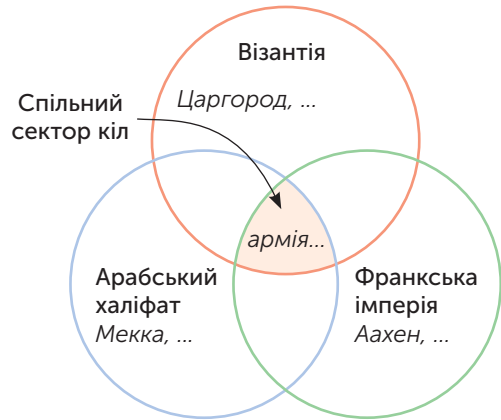 Візантія
Царгород, ...
Спільний
сектор кіл
армія...
Арабський
халіфат
Мекка, ...
Франкська
імперія
Аахен, ...